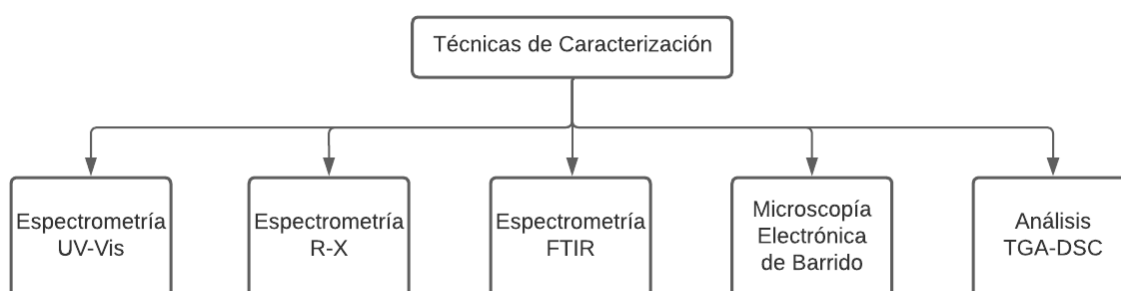 Técnicas de Caracterización
Espectrometría
UV-Vis
Espectrometría
R-X
Espectrometría
FTIR
Microscopía
Electrónica
de Barrido
Análisis
TGA-DSC